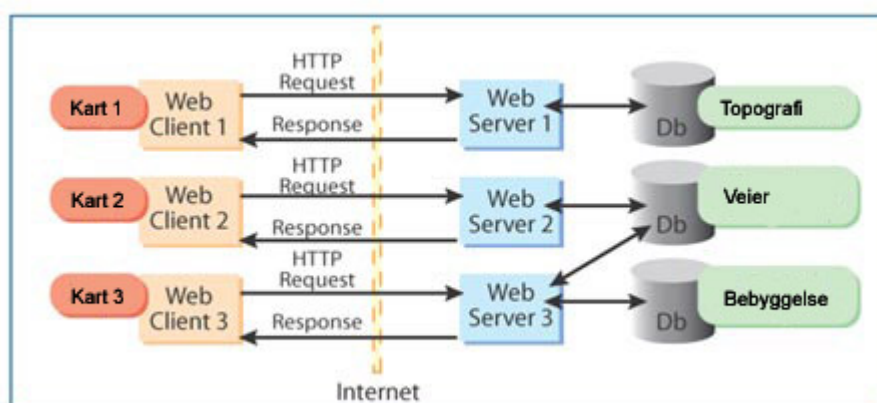 Kart 1
Web
Client 1
HTTP
Request
Response
Web
Server 1
Db
Topografi
Kart 2
Web
Client 2
HTTP
Request
Response
Web
Server 2
Db
Veier
Kart 3
Web
Client 3
HTTP
Request
Response
Web
Server 3
Db
Bebyggelse
Internet